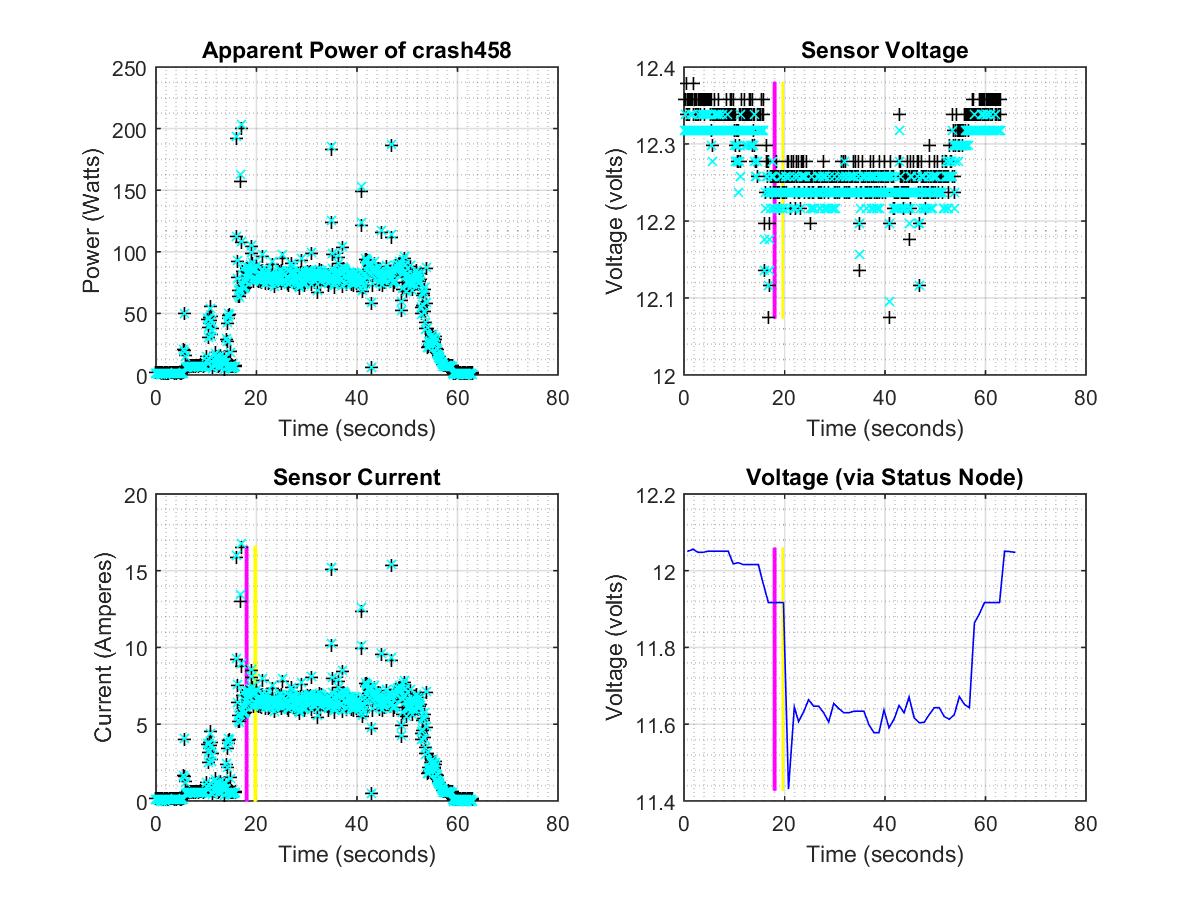 Apparent Power of crash458
250
200
150
100
50
0
Power (Watts)
0 20 40 60 80
Time (seconds)
Sensor Voltage
12.4
12.3
12.2
12.1
12
Voltage (volts)
0 20 40 60 80
Time (seconds)
Sensor Current
20
15
10
5
0
Current (Amperes)
0 20 40 60 80
Time (seconds)
Voltage (via Status Node)
12.2
12
11.8
11.6
11.4
Voltage (volts)
0 20 40 60 80
Time (seconds)